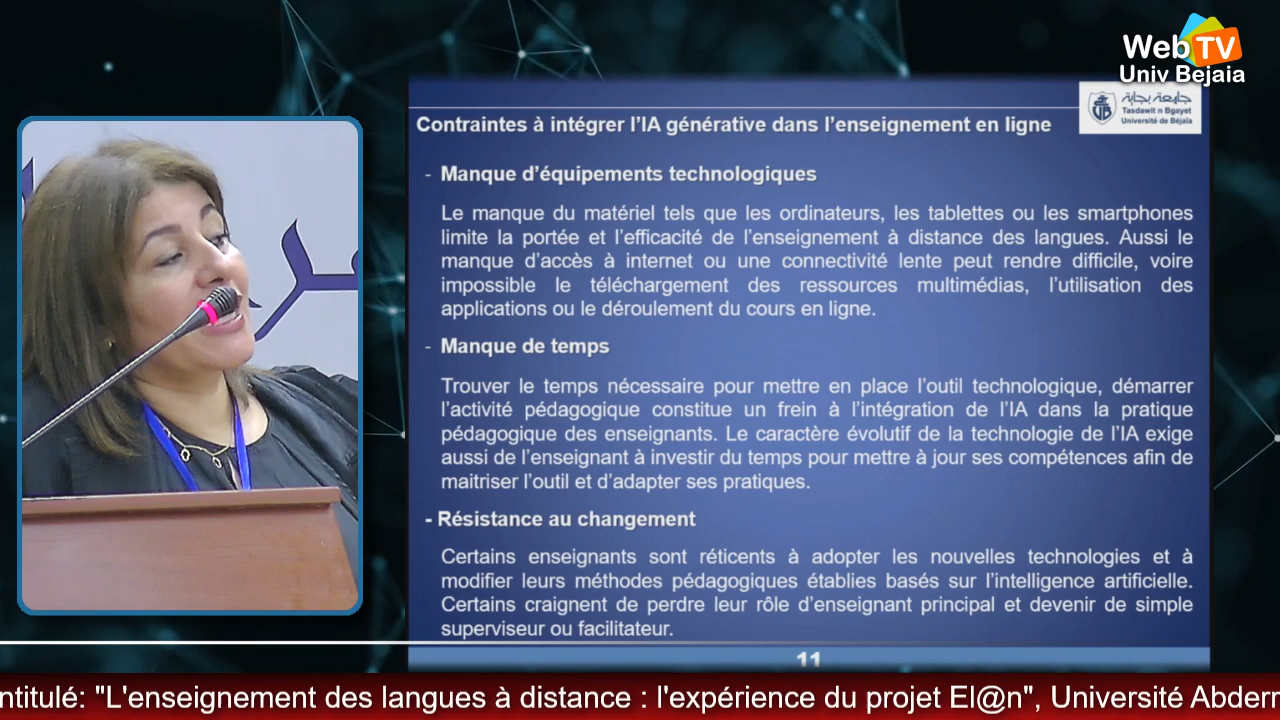 Web TV
Univ Bejaia
جامعة بجاية
Tasdawit n Bgayet
Université de Béjaïa
Contraintes à intégrer l’IA générative dans l’enseignement en ligne
- Manque d’équipements technologiques
Le manque du matériel tels que les ordinateurs, les tablettes ou les smartphones
limite la portée et l’efficacité de l’enseignement à distance des langues. Aussi le
manque d’accès à internet ou une connectivité lente peut rendre difficile, voire
impossible le téléchargement des ressources multimédias, l’utilisation des
applications ou le déroulement du cours en ligne.
- Manque de temps
Trouver le temps nécessaire pour mettre en place l’outil technologique, démarrer
l’activité pédagogique constitue un frein à l’intégration de l’IA dans la pratique
pédagogique des enseignants. Le caractère évolutif de la technologie de l’IA exige
aussi de l’enseignant à investir du temps pour mettre à jour ses compétences afin de
maitriser l’outil et d’adapter ses pratiques.
- Résistance au changement
Certains enseignants sont réticents à adopter les nouvelles technologies et à
modifier leurs méthodes pédagogiques établies basés sur l’intelligence artificielle.
Certains craignent de perdre leur rôle d’enseignant principal et devenir de simple
superviseur ou facilitateur.
11
ntitulé: "L'enseignement des langues à distance : l'expérience du projet El@n", Université Abderr